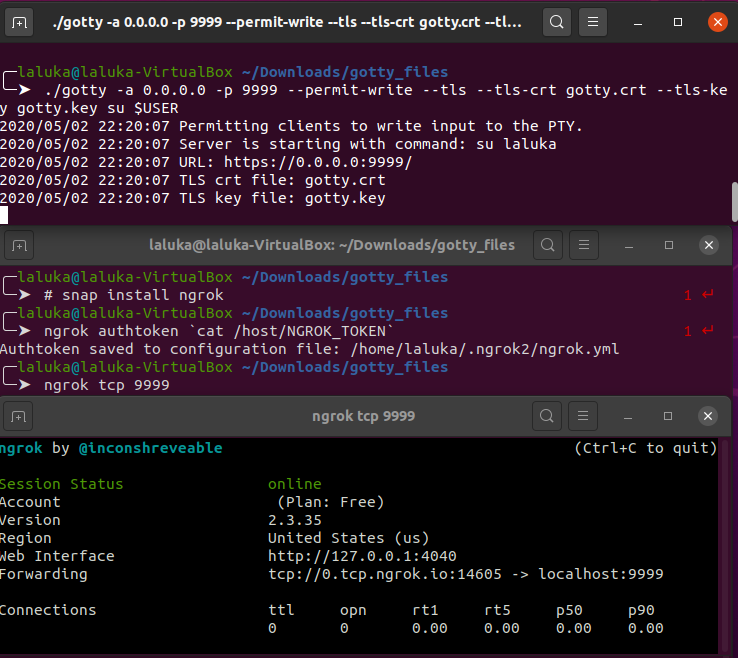 ./gotty -a 0.0.0.0 -p 9999 --permit-write --tls --tls-crt gotty.crt --tl...
laluka@laluka-VirtualBox ~/Downloads/gotty_files
./gotty -a 0.0.0.0 -p 9999 --permit-write --tls --tls-crt gotty.crt --tls-ke
y gotty.key su $USER
2020/05/02 22:20:07 Permitting clients to write input to the PTY.
2020/05/02 22:20:07 Server is starting with command: su laluka
2020/05/02 22:20:07 URL: https://0.0.0.0:9999/
2020/05/02 22:20:07 TLS crt file: gotty.crt
2020/05/02 22:20:07 TLS key file: gotty.key
laluka@laluka-VirtualBox: ~/Downloads/gotty_files
laluka@laluka-VirtualBox ~/Downloads/gotty_files
# snap install ngrok 1 ↵
laluka@laluka-VirtualBox ~/Downloads/gotty_files
ngrok authtoken `cat /host/NGROK_TOKEN` 1 ↵
Authtoken saved to configuration file: /home/laluka/.ngrok2/ngrok.yml
laluka@laluka-VirtualBox ~/Downloads/gotty_files
ngrok tcp 9999
ngrok tcp 9999
ngrok by @inconshreveable (Ctrl+C to quit)
Session Status online
Account (Plan: Free)
Version 2.3.35
Region United States (us)
Web Interface http://127.0.0.1:4040
Forwarding tcp://0.tcp.ngrok.io:14605 -> localhost:9999
Connections ttl opn rt1 rt5 p50 p90
0 0 0.00 0.00 0.00 0.00